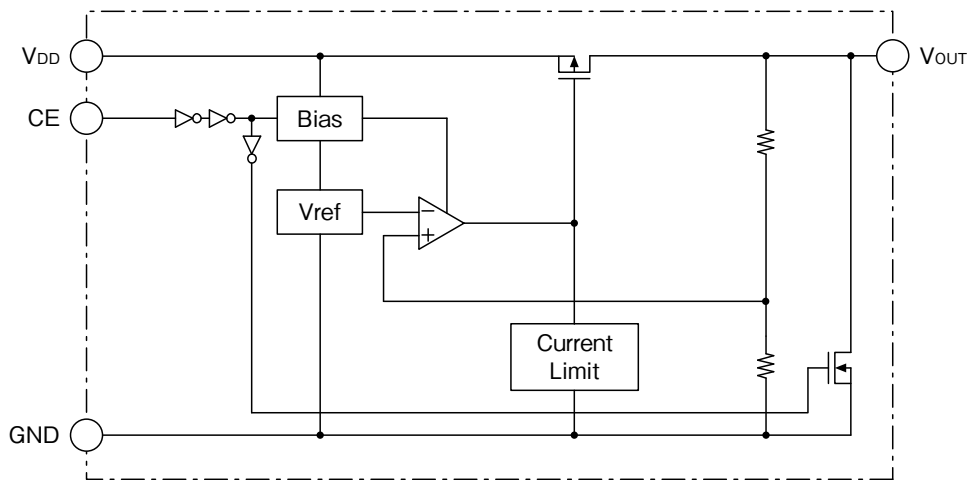 VDD
VOUT
CE
Bias
Vref
−
+
Current
Limit
GND